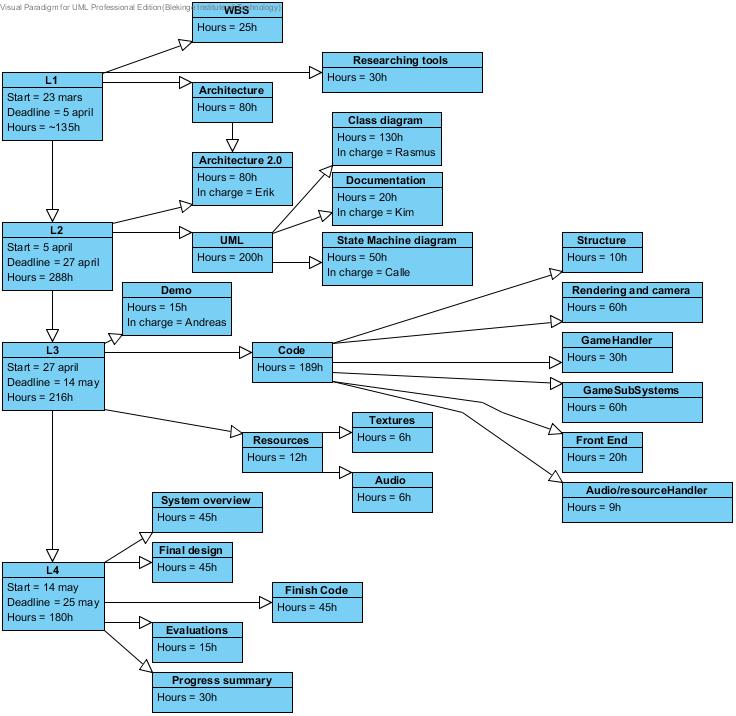 Visual Paradigm for UML Professional Edition(Blekinge Institute of Technology)
WBS
Hours = 25h
Researching tools
Hours = 30h
L1
Start = 23 mars
Deadline = 5 april
Hours = ~135h
Architecture
Hours = 80h
Class diagram
Hours = 130h
In charge = Rasmus
Architecture 2.0
Hours = 80h
In charge = Erik
Documentation
Hours = 20h
In charge = Kim
L2
Start = 5 april
Deadline = 27 april
Hours = 288h
UML
Hours = 200h
State Machine diagram
Hours = 50h
In charge = Calle
Structure
Hours = 10h
Demo
Hours = 15h
In charge = Andreas
Rendering and camera
Hours = 60h
L3
Start = 27 april
Deadline = 14 may
Hours = 216h
Code
Hours = 189h
GameHandler
Hours = 30h
GameSubSystems
Hours = 60h
Resources
Hours = 12h
Textures
Hours = 6h
Front End
Hours = 20h
Audio
Hours = 6h
Audio/resourceHandler
Hours = 9h
System overview
Hours = 45h
Final design
Hours = 45h
L4
Start = 14 may
Deadline = 25 may
Hours = 180h
Finish Code
Hours = 45h
Evaluations
Hours = 15h
Progress summary
Hours = 30h